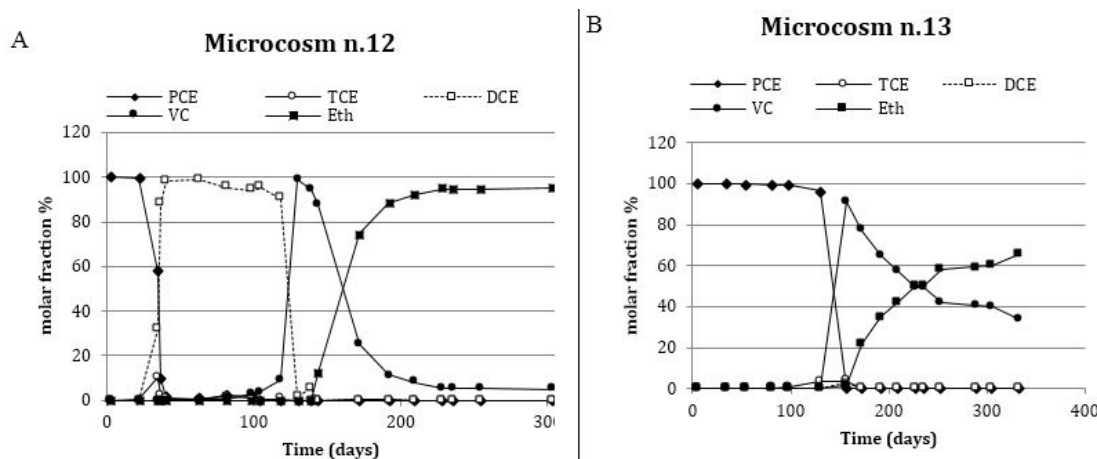 A
Microcosm n.12
PCE TCE DCE
VC Eth
120
100
80
60
40
20
0
molar fraction %
0 100 200 300
Time (days)
B
Microcosm n.13
PCE TCE DCE
VC Eth
120
100
80
60
40
20
0
molar fraction %
0 100 200 300 400
Time (days)